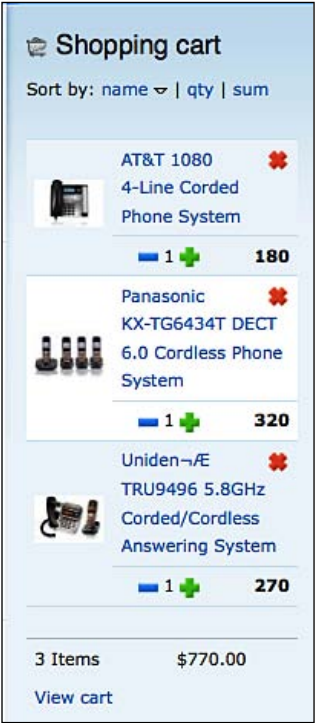 Shopping cart
Sort by: name ▿ | qty | sum
AT&T 1080
4-Line Corded
Phone System
1 180
Panasonic
KX-TG6434T DECT
6.0 Cordless Phone
System
1 320
Uniden¬Æ
TRU9496 5.8GHz
Corded/Cordless
Answering System
1 270
3 Items $770.00
View cart